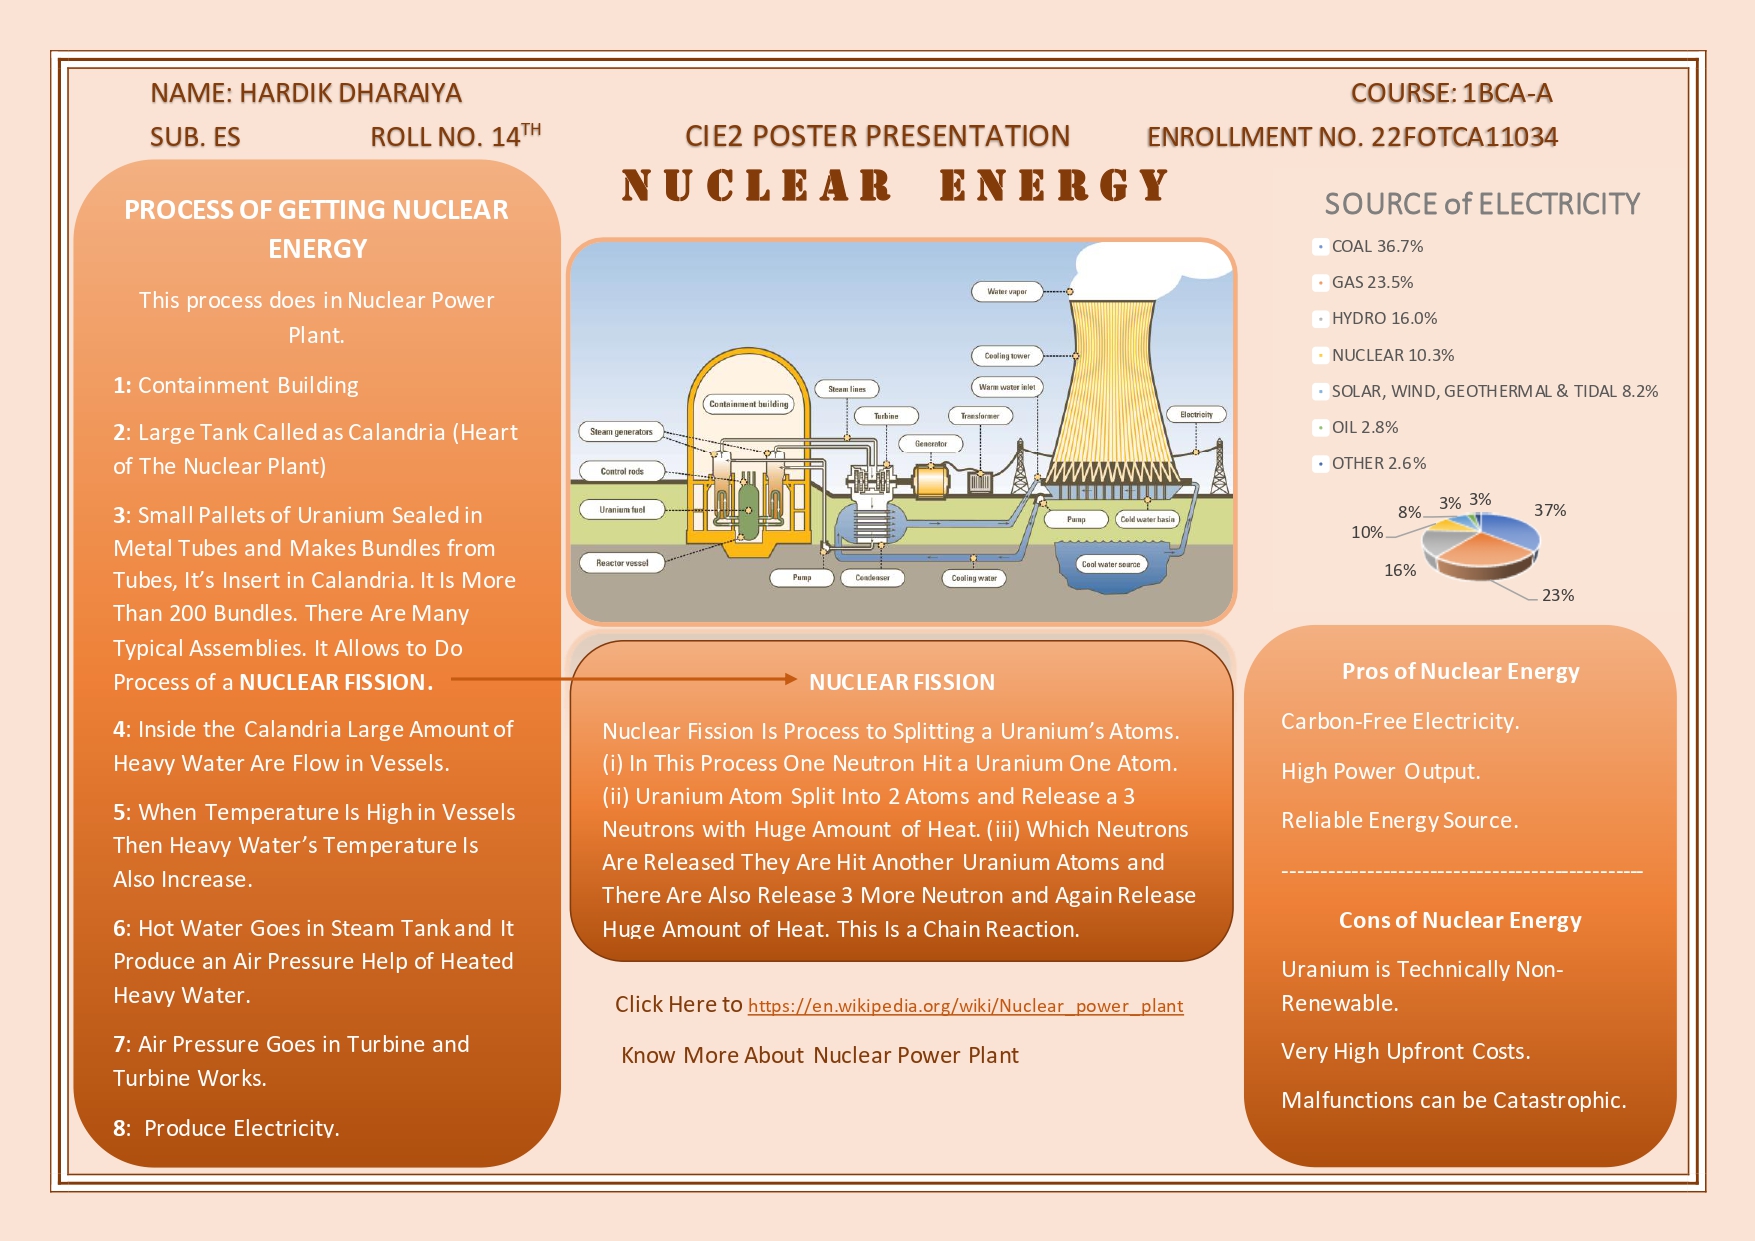 NAME: HARDIK DHARAIYA
COURSE: 1BCA-A
SUB. ES
ROLL NO. 14TH
CIE2 POSTER PRESENTATION
ENROLLMENT NO. 22FOTCA11034
NUCLEAR ENERGY
PROCESS OF GETTING NUCLEAR
ENERGY
This process does in Nuclear Power
Plant.
1: Containment Building
2: Large Tank Called as Calandria (Heart
of The Nuclear Plant)
3: Small Pallets of Uranium Sealed in
Metal Tubes and Makes Bundles from
Tubes, It’s Insert in Calandria. It Is More
Than 200 Bundles. There Are Many
Typical Assemblies. It Allows to Do
Process of a NUCLEAR FISSION.
4: Inside the Calandria Large Amount of
Heavy Water Are Flow in Vessels.
5: When Temperature Is High in Vessels
Then Heavy Water’s Temperature Is
Also Increase.
6: Hot Water Goes in Steam Tank and It
Produce an Air Pressure Help of Heated
Heavy Water.
7: Air Pressure Goes in Turbine and
Turbine Works.
8: Produce Electricity.
Water vapor
Cooling tower
Warm water inlet
Steam lines
Containment building
Turbine
Transformer
Electricity
Steam generators
Generator
Control rods
Uranium fuel
Pump
Cold water basin
Reactor vessel
Cool water source
Pump
Condenser
Cooling water
NUCLEAR FISSION
Nuclear Fission Is Process to Splitting a Uranium’s Atoms.
(i) In This Process One Neutron Hit a Uranium One Atom.
(ii) Uranium Atom Split Into 2 Atoms and Release a 3
Neutrons with Huge Amount of Heat. (iii) Which Neutrons
Are Released They Are Hit Another Uranium Atoms and
There Are Also Release 3 More Neutron and Again Release
Huge Amount of Heat. This Is a Chain Reaction.
Click Here to https://en.wikipedia.org/wiki/Nuclear_power_plant
Know More About Nuclear Power Plant
SOURCE of ELECTRICITY
COAL 36.7%
GAS 23.5%
HYDRO 16.0%
NUCLEAR 10.3%
SOLAR, WIND, GEOTHERMAL & TIDAL 8.2%
OIL 2.8%
OTHER 2.6%
37%
23%
16%
10%
8%
3%
3%
Pros of Nuclear Energy
Carbon-Free Electricity.
High Power Output.
Reliable Energy Source.
-----------------------------------------------
Cons of Nuclear Energy
Uranium is Technically Non-
Renewable.
Very High Upfront Costs.
Malfunctions can be Catastrophic.